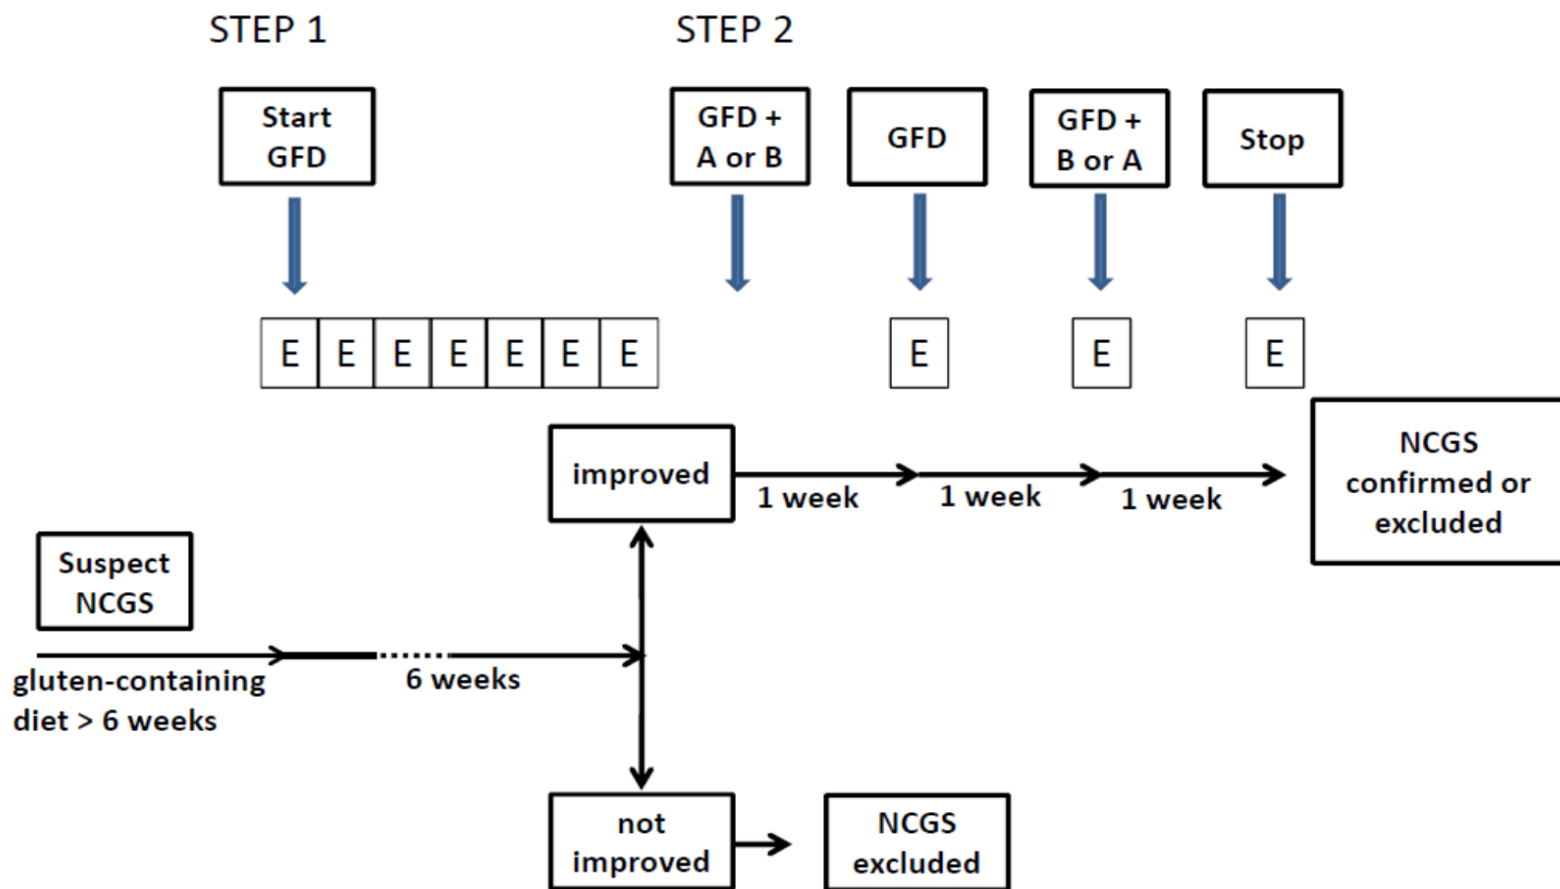 STEP 1
STEP 2
Start
GFD
GFD +
A or B
GFD
GFD +
B or A
Stop
E E E E E E E
E
E
E
improved
1 week
1 week
1 week
NCGS
confirmed or
excluded
Suspect
NCGS
gluten-containing
diet > 6 weeks
6 weeks
not
improved
NCGS
excluded